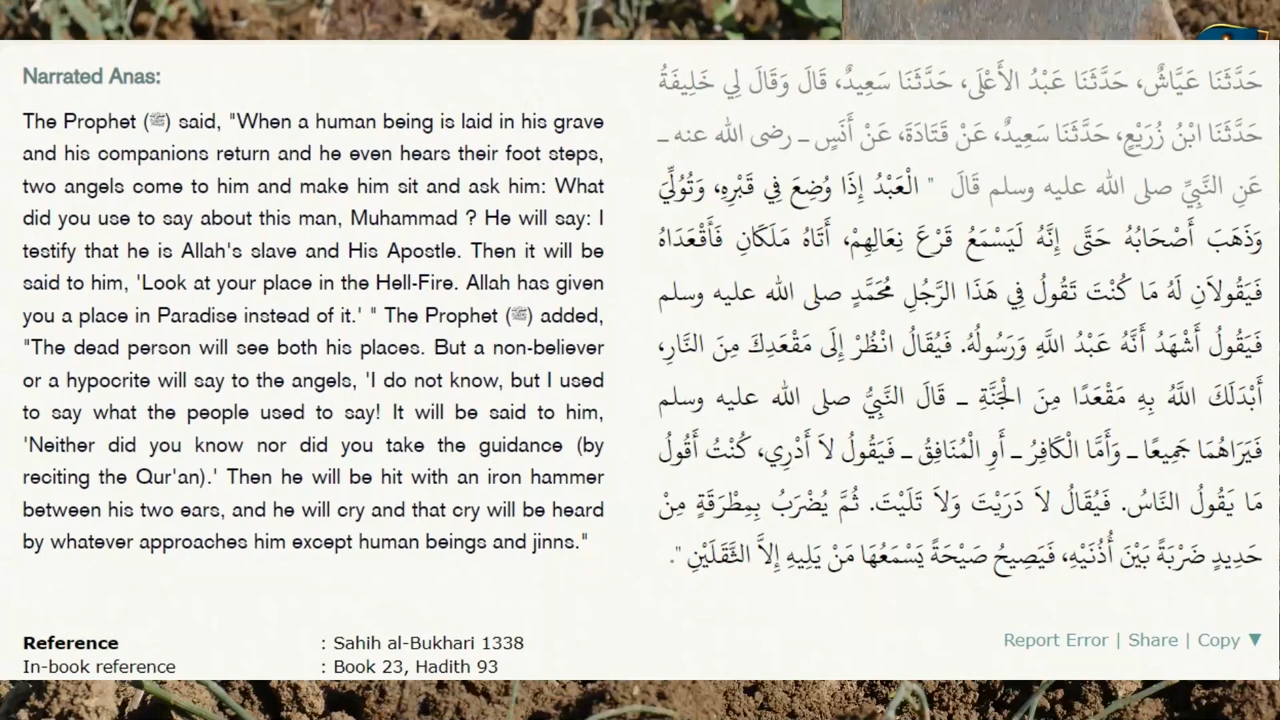 Narrated Anas:
The Prophet (ﷺ) said, "When a human being is laid in his grave
and his companions return and he even hears their foot steps,
two angels come to him and make him sit and ask him: What
did you use to say about this man, Muhammad ? He will say: I
testify that he is Allah's slave and His Apostle. Then it will be
said to him, 'Look at your place in the Hell-Fire. Allah has given
you a place in Paradise instead of it.' " The Prophet (ﷺ) added,
"The dead person will see both his places. But a non-believer
or a hypocrite will say to the angels, 'I do not know, but I used
to say what the people used to say! It will be said to him,
'Neither did you know nor did you take the guidance (by
reciting the Qur'an).' Then he will be hit with an iron hammer
between his two ears, and he will cry and that cry will be heard
by whatever approaches him except human beings and jinns."
حَدَّثَنَا عَيَّاشٌ، حَدَّثَنَا عَبْدُ الأَعْلَى، حَدَّثَنَا سَعِيدٌ، قَالَ وَقَالَ لِي خَلِيفَةُ
حَدَّثَنَا ابْنُ زُرَيْعٍ، حَدَّثَنَا سَعِيدٌ، عَنْ قَتَادَةَ، عَنْ أَنَسٍ ـ رضى الله عنه ـ
عَنِ النَّبِيِّ صلى الله عليه وسلم قَالَ ‏"‏ الْعَبْدُ إِذَا وُضِعَ فِي قَبْرِهِ، وَتُوُلِّيَ
وَذَهَبَ أَصْحَابُهُ حَتَّى إِنَّهُ لَيَسْمَعُ قَرْعَ نِعَالِهِمْ، أَتَاهُ مَلَكَانِ فَأَقْعَدَاهُ
فَيَقُولاَنِ لَهُ مَا كُنْتَ تَقُولُ فِي هَذَا الرَّجُلِ مُحَمَّدٍ صلى الله عليه وسلم
فَيَقُولُ أَشْهَدُ أَنَّهُ عَبْدُ اللَّهِ وَرَسُولُهُ. فَيُقَالُ انْظُرْ إِلَى مَقْعَدِكَ مِنَ النَّارِ،
أَبْدَلَكَ اللَّهُ بِهِ مَقْعَدًا مِنَ الْجَنَّةِ ـ قَالَ النَّبِيُّ صلى الله عليه وسلم
فَيَرَاهُمَا جَمِيعًا ـ وَأَمَّا الْكَافِرُ ـ أَوِ الْمُنَافِقُ ـ فَيَقُولُ لاَ أَدْرِي، كُنْتُ أَقُولُ
مَا يَقُولُ النَّاسُ. فَيُقَالُ لاَ دَرَيْتَ وَلاَ تَلَيْتَ. ثُمَّ يُضْرَبُ بِمِطْرَقَةٍ مِنْ
حَدِيدٍ ضَرْبَةً بَيْنَ أُذُنَيْهِ، فَيَصِيحُ صَيْحَةً يَسْمَعُهَا مَنْ يَلِيهِ إِلاَّ الثَّقَلَيْنِ ‏"‏‏.‏
Reference : Sahih al-Bukhari 1338
In-book reference : Book 23, Hadith 93
Report Error | Share | Copy ▼